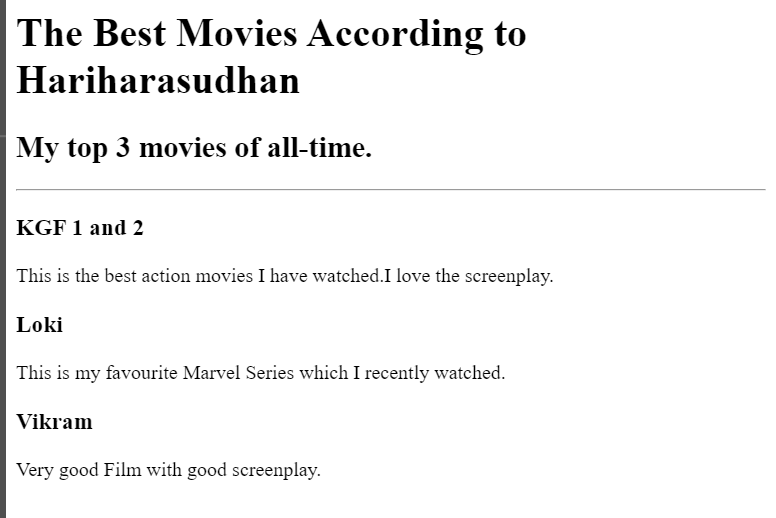 The Best Movies According to
Hariharasudhan
My top 3 movies of all-time.
KGF 1 and 2
This is the best action movies I have watched.I love the screenplay.
Loki
This is my favourite Marvel Series which I recently watched.
Vikram
Very good Film with good screenplay.